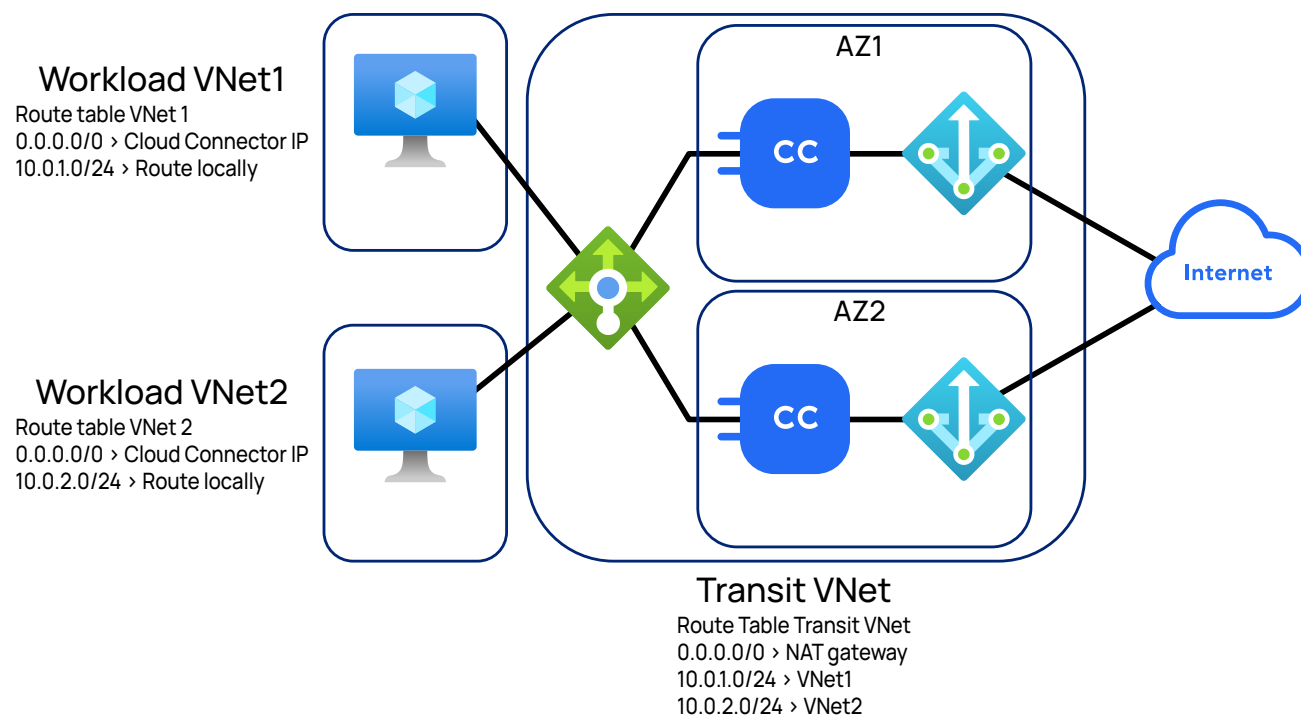 Workload VNet1
Route table VNet 1
0.0.0.0/0 > Cloud Connector IP
10.0.1.0/24 > Route locally
Workload VNet2
Route table VNet 2
0.0.0.0/0 > Cloud Connector IP
10.0.2.0/24 > Route locally
AZ1
CC
AZ2
CC
Internet
Transit VNet
Route Table Transit VNet
0.0.0.0/0 > NAT gateway
10.0.1.0/24 > VNet1
10.0.2.0/24 > VNet2